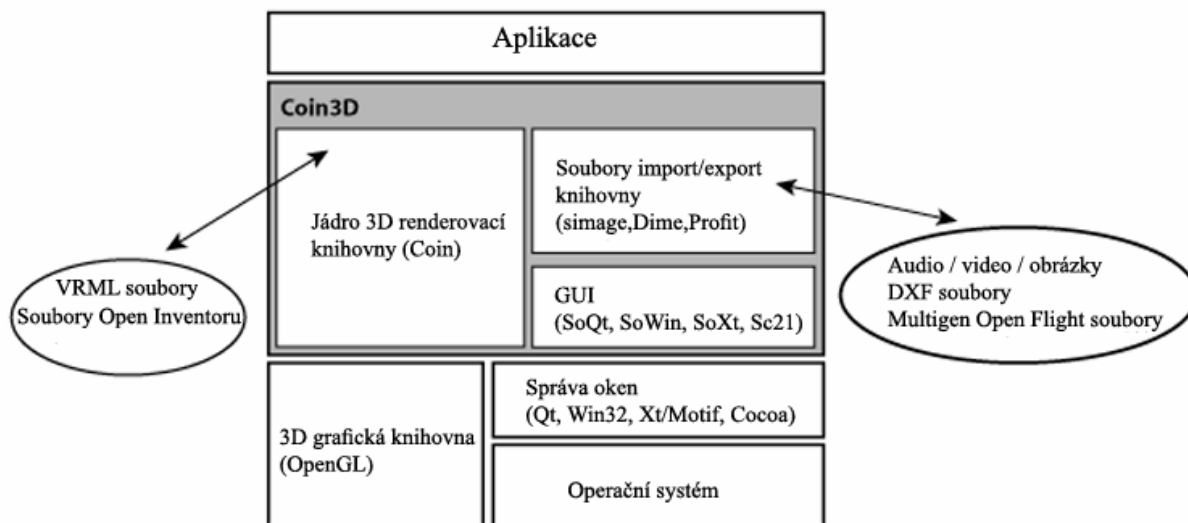 Aplikace
Coin3D
Jádro 3D renderovací
knihovny (Coin)
Soubory import/export
knihovny
(simage,Dime,Profit)
GUI
(SoQt, SoWin, SoXt, Sc21)
VRML soubory
Soubory Open Inventoru
Audio / video / obrázky
DXF soubory
Multigen Open Flight soubory
3D grafická knihovna
(OpenGL)
Správa oken
(Qt, Win32, Xt/Motif, Cocoa)
Operační systém